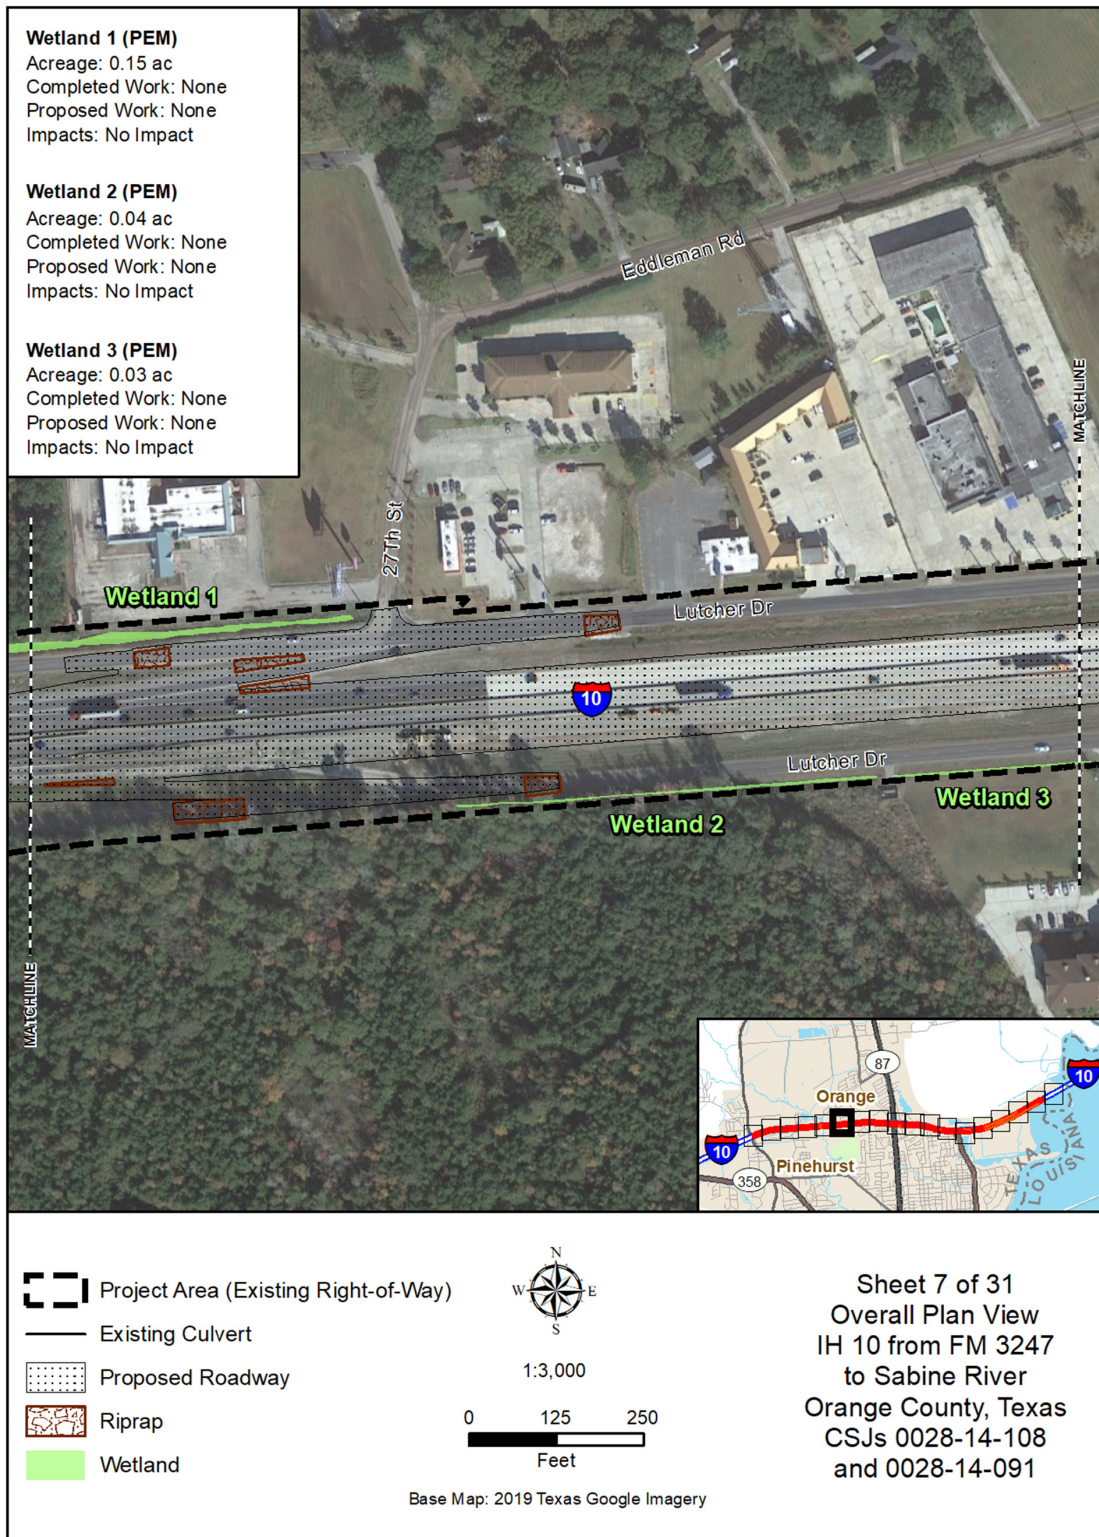 Wetland 1 (PEM)
Acreage: 0.15 ac
Completed Work: None
Proposed Work: None
Impacts: No Impact
Wetland 2 (PEM)
Acreage: 0.04 ac
Completed Work: None
Proposed Work: None
Impacts: No Impact
Wetland 3 (PEM)
Acreage: 0.03 ac
Completed Work: None
Proposed Work: None
Impacts: No Impact
Eddleman Rd
MATCHLINE
27Th St
Wetland 1
Lutcher Dr
10
Lutcher Dr
Wetland 3
Wetland 2
MATCHLINE
87
10
Orange
10
Pinehurst
358
TEXAS
LOUISIANA
Project Area (Existing Right-of-Way)
Existing Culvert
Proposed Roadway
Riprap
Wetland
N
W E
S
1:3,000
0 125 250
Feet
Base Map: 2019 Texas Google Imagery
Sheet 7 of 31
Overall Plan View
IH 10 from FM 3247
to Sabine River
Orange County, Texas
CSJs 0028-14-108
and 0028-14-091